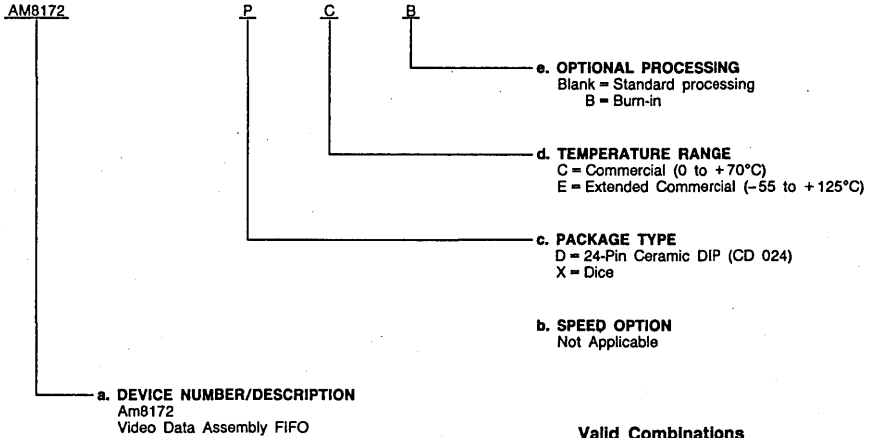 AM8172 P C B
e. OPTIONAL PROCESSING
Blank = Standard processing
B = Burn-in
d. TEMPERATURE RANGE
C = Commercial (0 to +70°C)
E = Extended Commercial (-55 to +125°C)
c. PACKAGE TYPE
D = 24-Pin Ceramic DIP (CD 024)
X = Dice
b. SPEED OPTION
Not Applicable
a. DEVICE NUMBER/DESCRIPTION
Am8172
Video Data Assembly FIFO
Valid Combinations